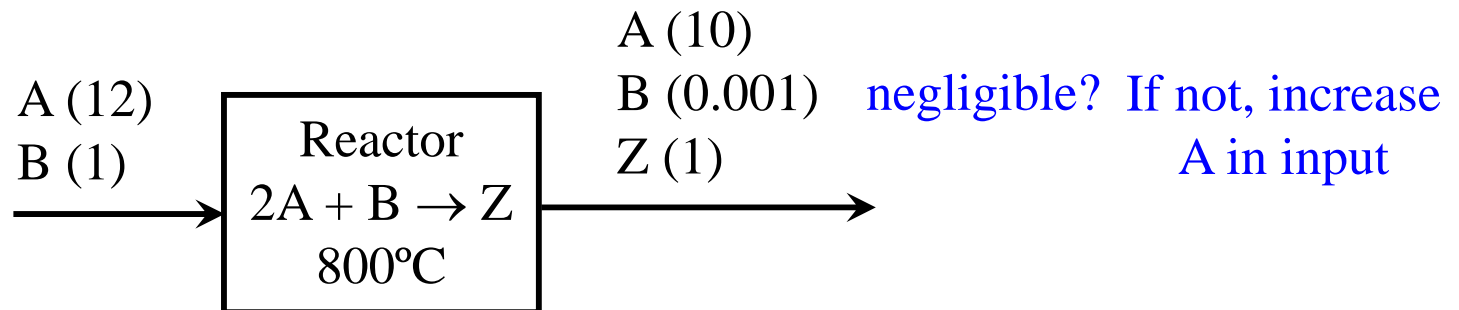 A (12)
B (1)
Reactor
2A + B → Z
800ºC
A (10)
B (0.001)
Z (1)
negligible? If not, increase
A in input